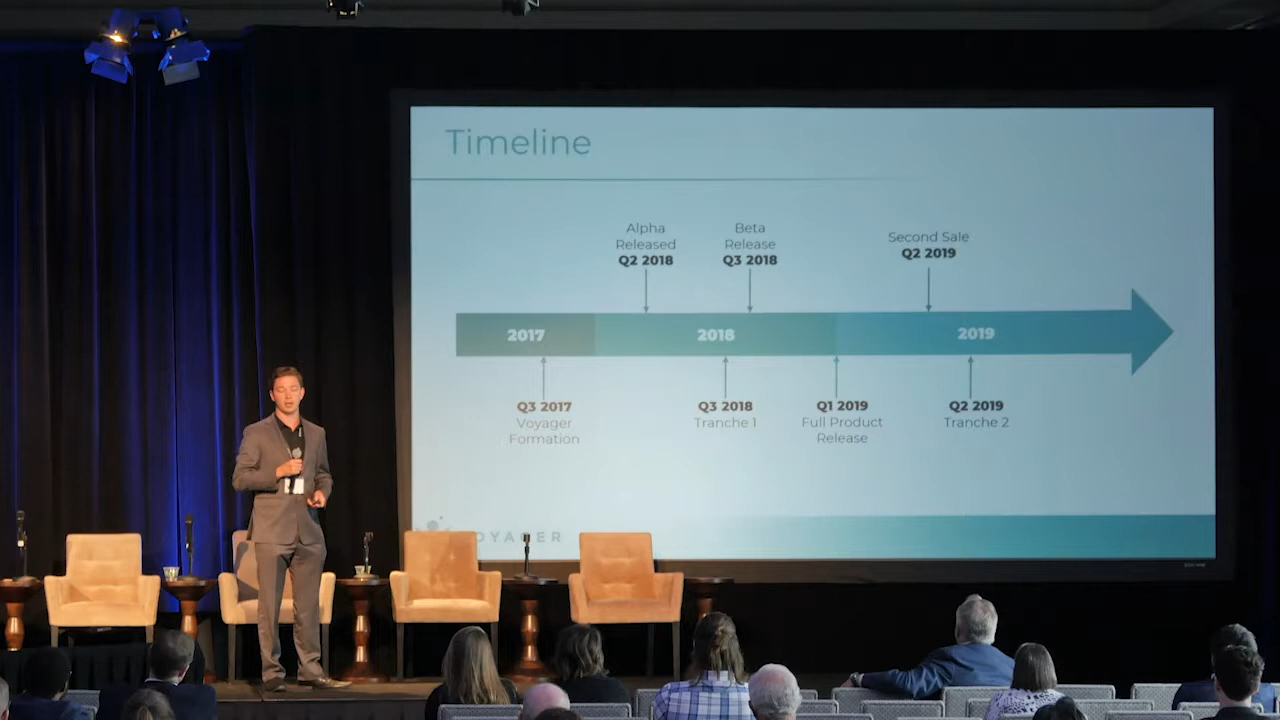 Timeline
Alpha
Released
Q2 2018
Beta
Release
Q3 2018
Second Sale
Q2 2019
2017
2018
2019
Q3 2017
Voyager
Formation
Q3 2018
Tranche 1
Q1 2019
Full Product
Release
Q2 2019
Tranche 2
OYAGER